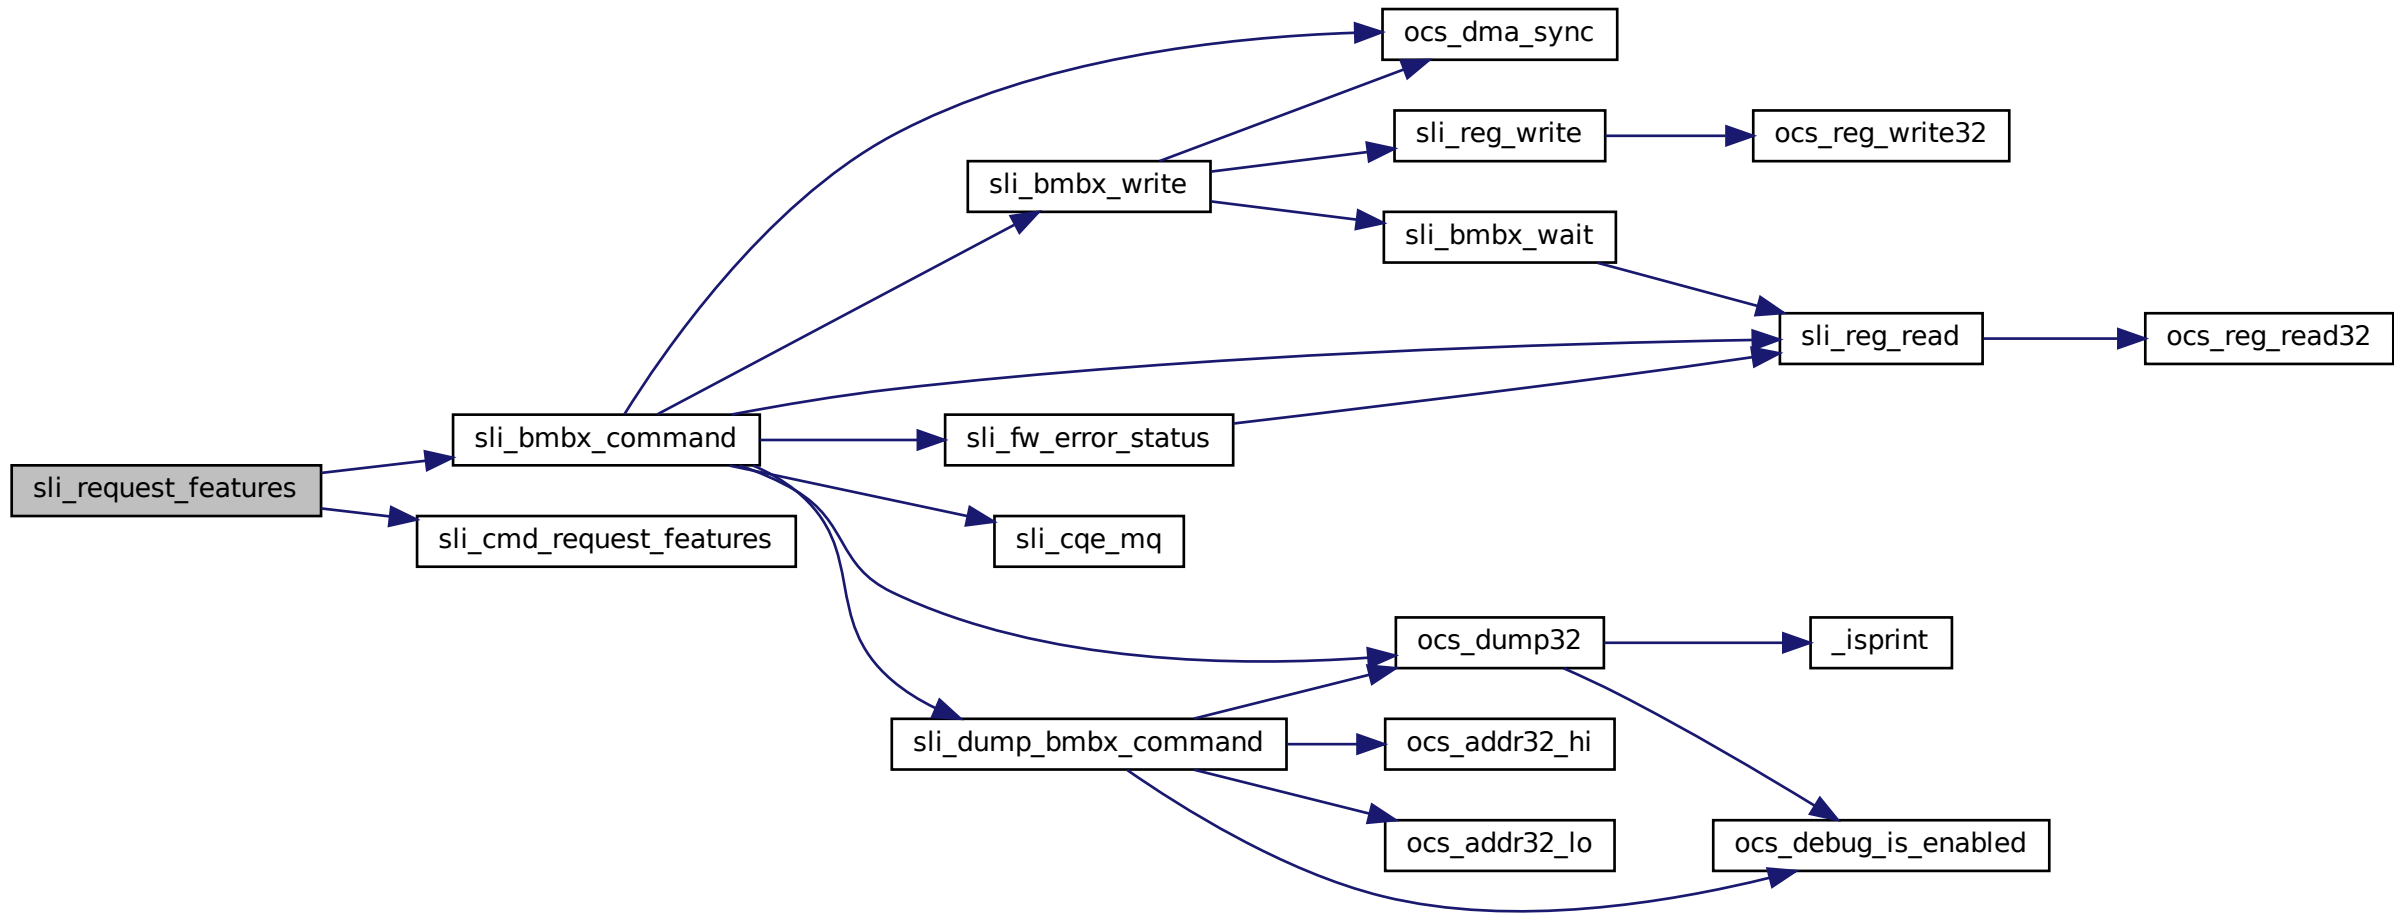 ocs_dma_sync
sli_reg_write
ocs_reg_write32
sli_bmbx_write
sli_bmbx_wait
sli_reg_read
ocs_reg_read32
sli_bmbx_command
sli_fw_error_status
sli_request_features
sli_cmd_request_features
sli_cqe_mq
ocs_dump32
_isprint
sli_dump_bmbx_command
ocs_addr32_hi
ocs_addr32_lo
ocs_debug_is_enabled